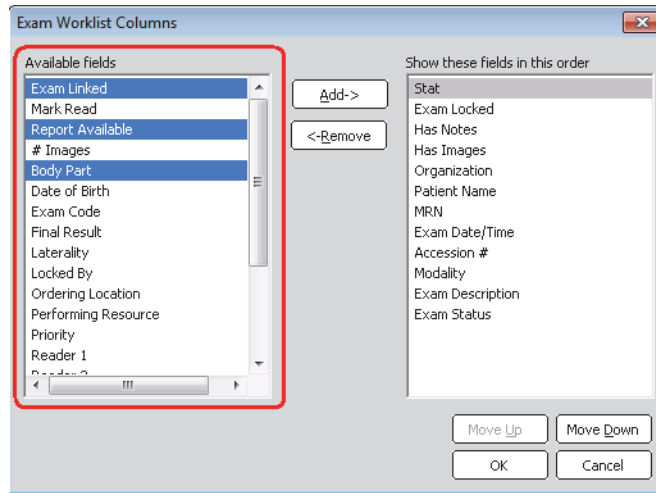 Exam Worklist Columns
Available fields
Exam Linked
Mark Read
Report Available
# Images
Body Part
Date of Birth
Exam Code
Final Result
Laterality
Locked By
Ordering Location
Performing Resource
Priority
Reader 1
Add->
<-Remove
Show these fields in this order
Stat
Exam Locked
Has Notes
Has Images
Organization
Patient Name
MRN
Exam Date/Time
Accession #
Modality
Exam Description
Exam Status
Move Up
Move Down
OK
Cancel